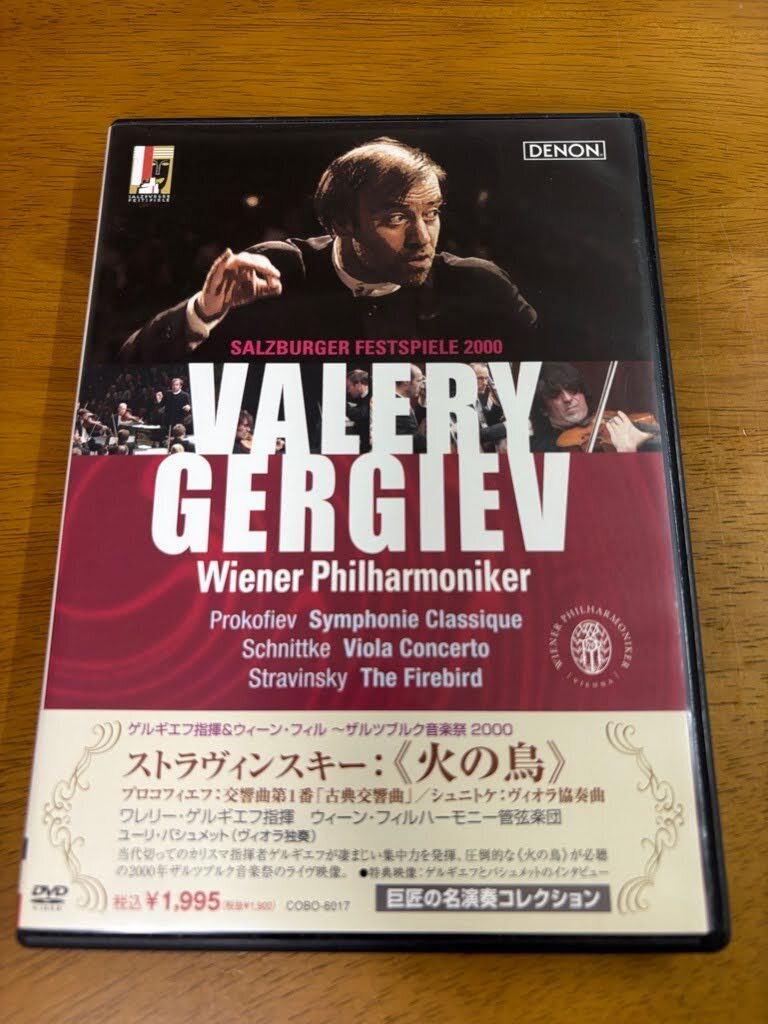 DENON
SALZBURGER
FESTSPIELE
SALZBURGER FESTSPIELE 2000
VALERY
GERGIEV
Wiener Philharmoniker
Prokofiev Symphonie Classique
Schnittke Viola Concerto
Stravinsky The Firebird
WIENER PHILHARMONIKER
VIENNA
ゲルギエフ指揮&ウィーン・フィル 〜ザルツブルク音楽祭 2000
ストラヴィンスキー:《火の鳥》
プロコフィエフ:交響曲第1番「古典交響曲」/シュニトケ:ヴィオラ協奏曲
ワレリー・ゲルギエフ指揮 ウィーン・フィルハーモニー管弦楽団
ユーリ・バシュメット(ヴィオラ独奏)
当代切ってのカリスマ指揮者ゲルギエフが凄まじい集中力を発揮、圧倒的な《火の鳥》が必聴
の2000年ザルツブルク音楽祭のライヴ映像。 ●特典映像:ゲルギエフとバシュメットのインタビュー
DVD
VIDEO
税込¥1,995(税抜¥1,900) COBO-6017 巨匠の名演奏コレクション